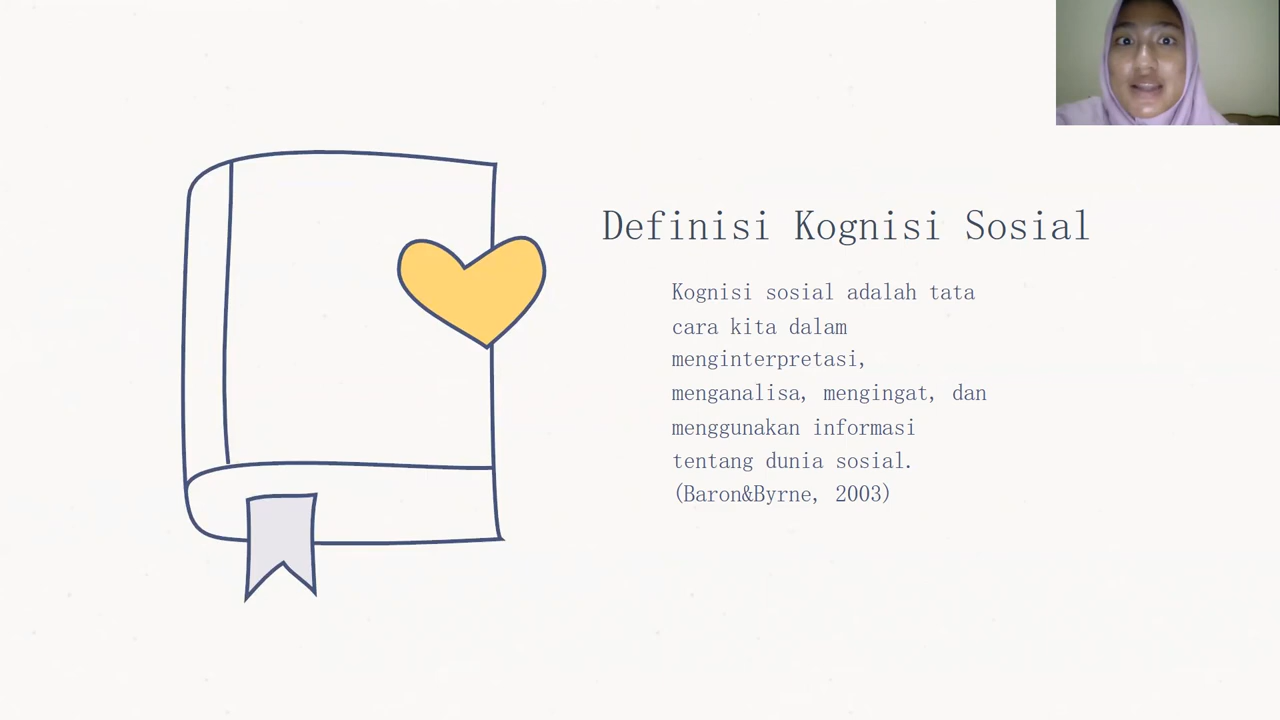 Definisi Kognisi Sosial
Kognisi sosial adalah tata
cara kita dalam
menginterpretasi,
menganalisa, mengingat, dan
menggunakan informasi
tentang dunia sosial.
(Baron&Byrne, 2003)